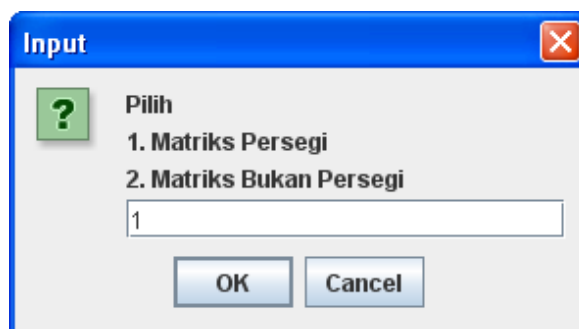 Input
Pilih
1. Matriks Persegi
2. Matriks Bukan Persegi
1
OK Cancel